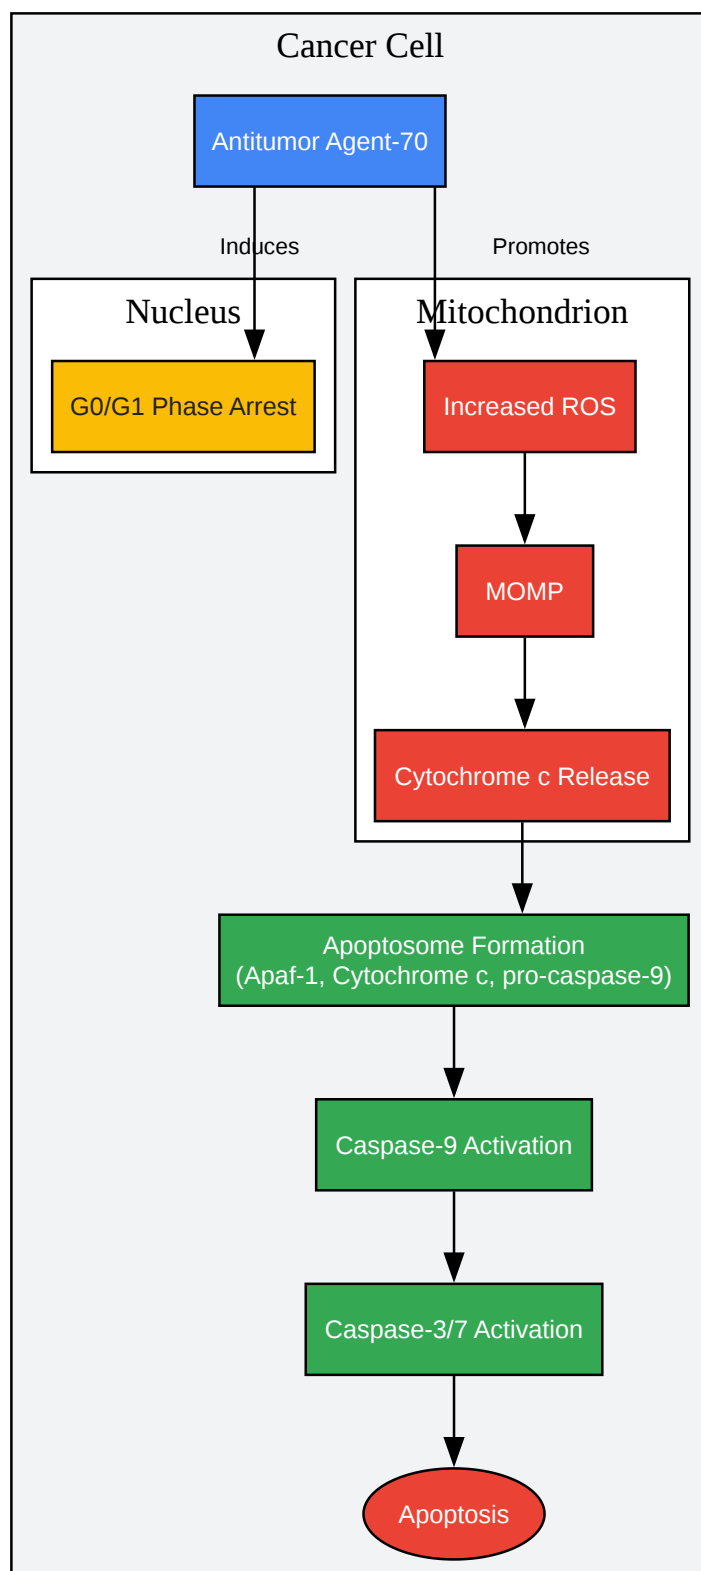 Cancer Cell
Antitumor Agent-70
Induces
Promotes
Nucleus
Mitochondrion
G0/G1 Phase Arrest
Increased ROS
MOMP
Cytochrome c Release
Apoptosome Formation
(Apaf-1, Cytochrome c, pro-caspase-9)
Caspase-9 Activation
Caspase-3/7 Activation
Apoptosis